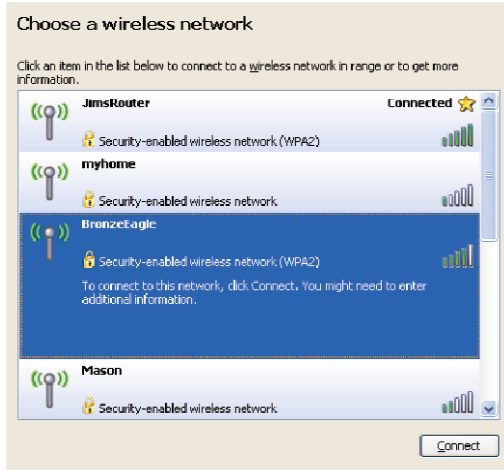 Choose a wireless network
Click an item in the list below to connect to a wireless network in range or to get more
information.
JimsRouter Connected
Security-enabled wireless network (WPA2)
myhome
Security-enabled wireless network
BronzeEagle
Security-enabled wireless network (WPA2)
To connect to this network, click Connect. You might need to enter
additional information.
Mason
Security-enabled wireless network
Connect